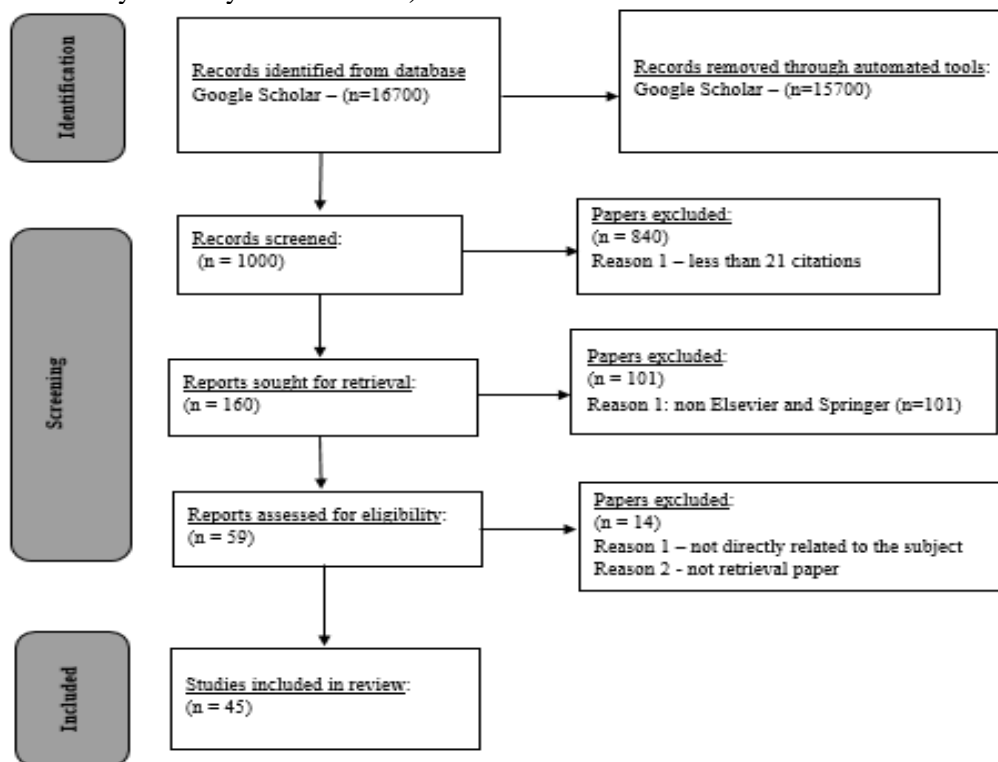 Identification
Records identified from database
Google Scholar – (n=16700)
Records removed through automated tools:
Google Scholar – (n=15700)
Screening
Records screened:
(n = 1000)
Papers excluded:
(n = 840)
Reason 1 – less than 21 citations
Reports sought for retrieval:
(n = 160)
Papers excluded:
(n = 101)
Reason 1: non Elsevier and Springer (n=101)
Reports assessed for eligibility:
(n = 59)
Papers excluded:
(n = 14)
Reason 1 – not directly related to the subject
Reason 2 - not retrieval paper
Included
Studies included in review:
(n = 45)